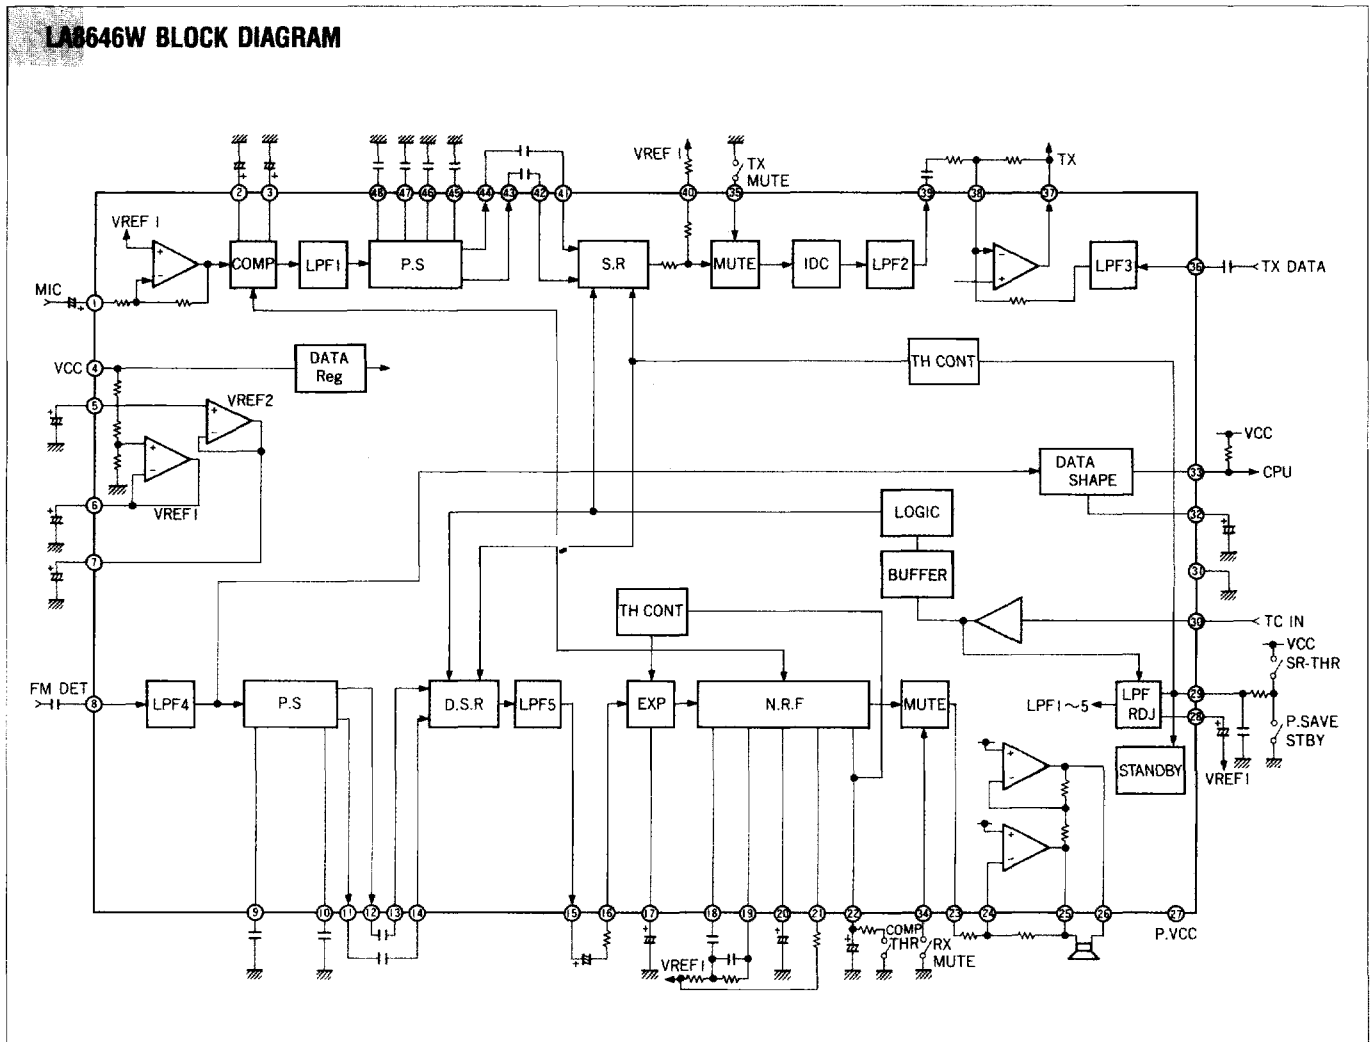 LA8646W BLOCK DIAGRAM
VREF 1
TX
MUTE
TX
2
3
48
47
46
45
44
43
42
41
40
35
39
38
37
VREF 1
+
−
COMP
LPF1
P.S
S.R
MUTE
IDC
LPF2
−
+
LPF3
36
TX DATA
MIC
1
VCC
4
DATA
Reg
TH CONT
5
VREF2
+
−
+
−
VREF1
6
7
DATA
SHAPE
VCC
33
CPU
32
LOGIC
BUFFER
31
TH CONT
30
TC IN
VCC
SR-THR
FM DET
8
LPF4
P.S
D.S.R
LPF5
EXP
N.R.F
MUTE
LPF1~5
LPF
RDJ
29
28
P.SAVE
STBY
STANDBY
VREF1
+
−
+
−
9
10
11
12
13
14
15
16
17
18
19
20
21
22
34
23
24
25
26
27
P.VCC
COMP
THR
RX
MUTE
VREF1